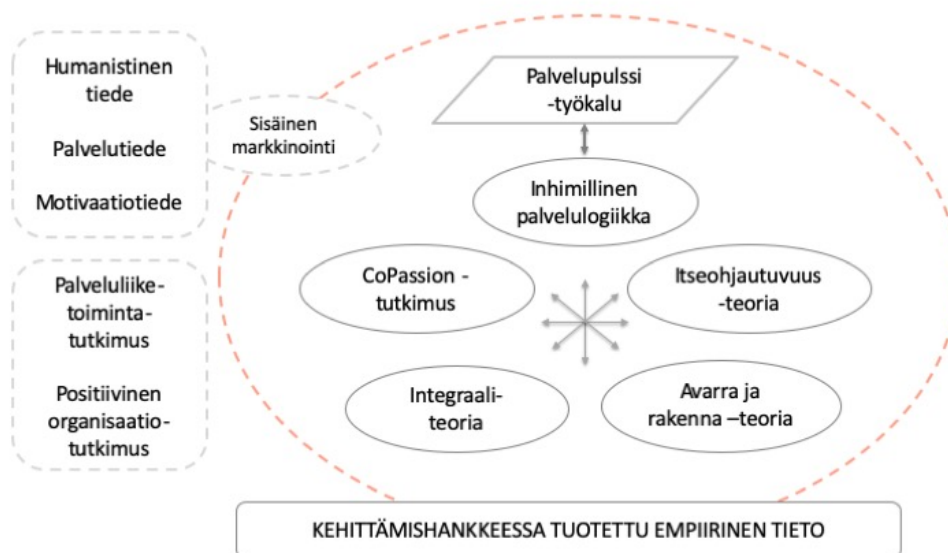 Humanistinen
tiede
Palvelutiede
Motivaatiotiede
Palveluliike-
toiminta-
tutkimus
Positiivinen
organisaatio-
tutkimus
Sisäinen
markkinointi
Palvelupulssi
-työkalu
Inhimillinen
palvelulogiikka
CoPassion -
tutkimus
Itseohjautuvuus
-teoria
Integraali-
teoria
Avarra ja
rakenna –teoria
KEHITTÄMISHANKKEESSA TUOTETTU EMPIIRINEN TIETO